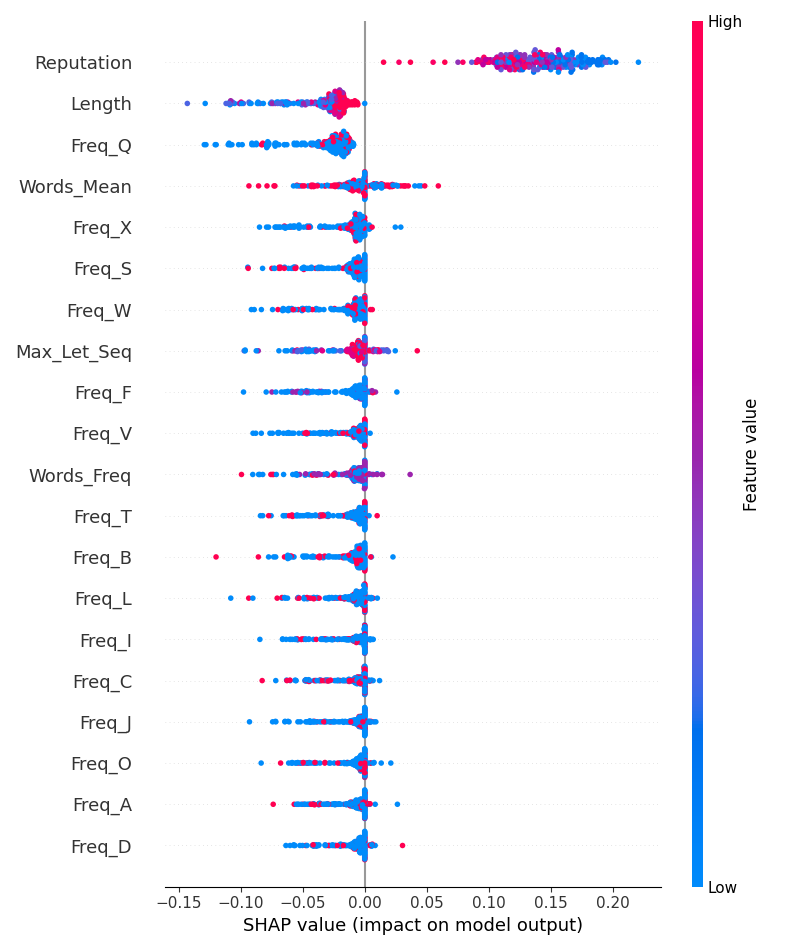 High
Reputation
Length
Freq_Q
Words_Mean
Freq_X
Freq_S
Freq_W
Max_Let_Seq
Freq_F
Freq_V
Words_Freq
Freq_T
Freq_B
Freq_L
Freq_I
Freq_C
Freq_J
Freq_O
Freq_A
Freq_D
Feature value
Low
−0.15 −0.10 −0.05 0.00 0.05 0.10 0.15 0.20
SHAP value (impact on model output)